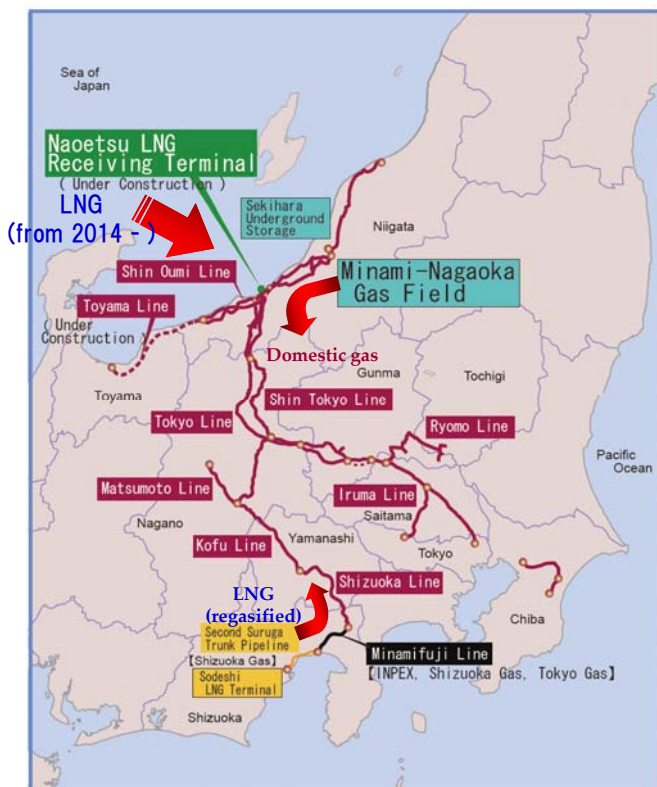 Sea of
Japan
Naoetsu LNG
Receiving Terminal
( Under Construction )
LNG
(from 2014 - )
Sekihara
Underground
Storage
Niigata
Shin Oumi Line
Minami-Nagaoka
Gas Field
Toyama Line
( Under
Construction )
Domestic gas
Toyama
Gunma
Tochigi
Shin Tokyo Line
Tokyo Line
Ryomo Line
Pacific
Ocean
Matsumoto Line
Iruma Line
Nagano
Saitama
Kofu Line
Yamanashi
Tokyo
Shizuoka Line
LNG
(regasified)
Chiba
Second Suruga
Trunk Pipeline
【Shizuoka Gas】
Minamifuji Line
【INPEX, Shizuoka Gas, Tokyo Gas】
Sodeshi
LNG Terminal
Shizuoka